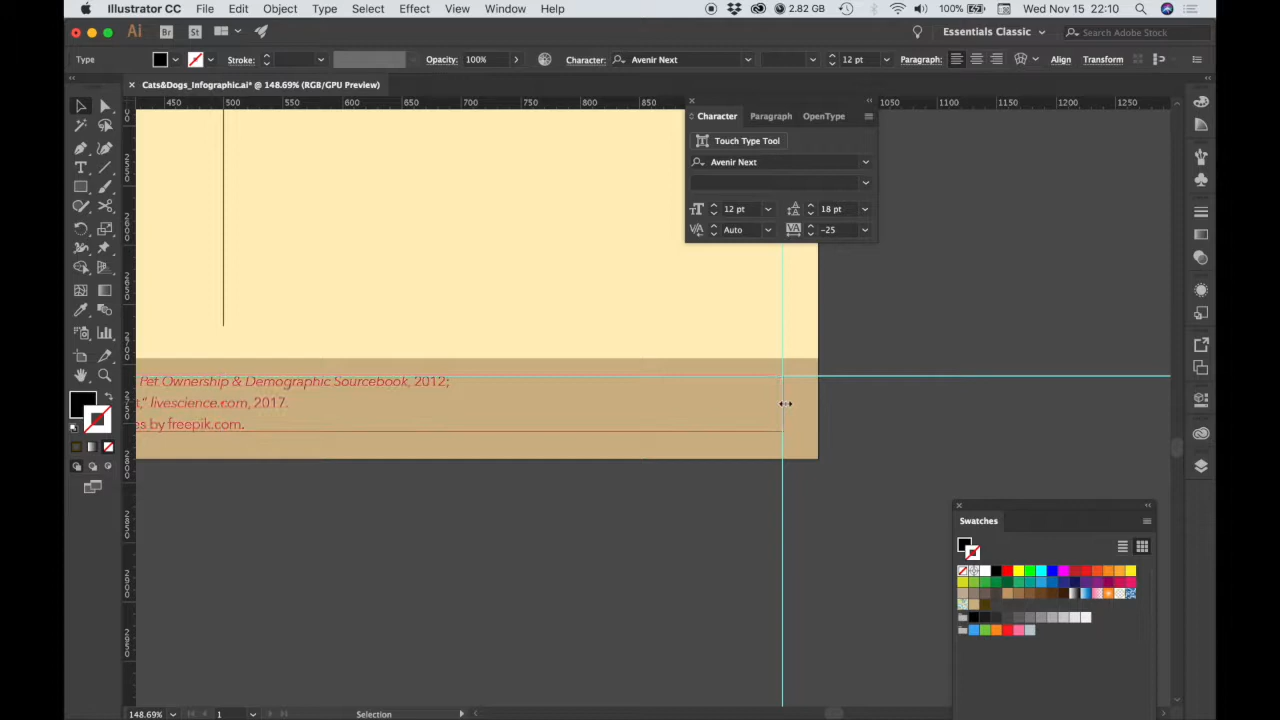 Illustrator CC File Edit Object Type Select Effect View Window Help 2.82 GB 100% Wed Nov 15 22:10
Ai Br St Essentials Classic Search Adobe Stock
Type Stroke: Opacity: 100% Character: Avenir Next 12 pt Paragraph: Align Transform
Cats&Dogs_Infographic.ai* @ 148.69% (RGB/GPU Preview)
450 500 550 600 650 700 750 800 850 1050 1100 1150 1200 1250
Character Paragraph OpenType
Touch Type Tool
Avenir Next
12 pt 18 pt
Auto -25
Pet Ownership & Demographic Sourcebook, 2012;
t,” livescience.com, 2017.
es by freepik.com.
Swatches
148.69% 1 Selection